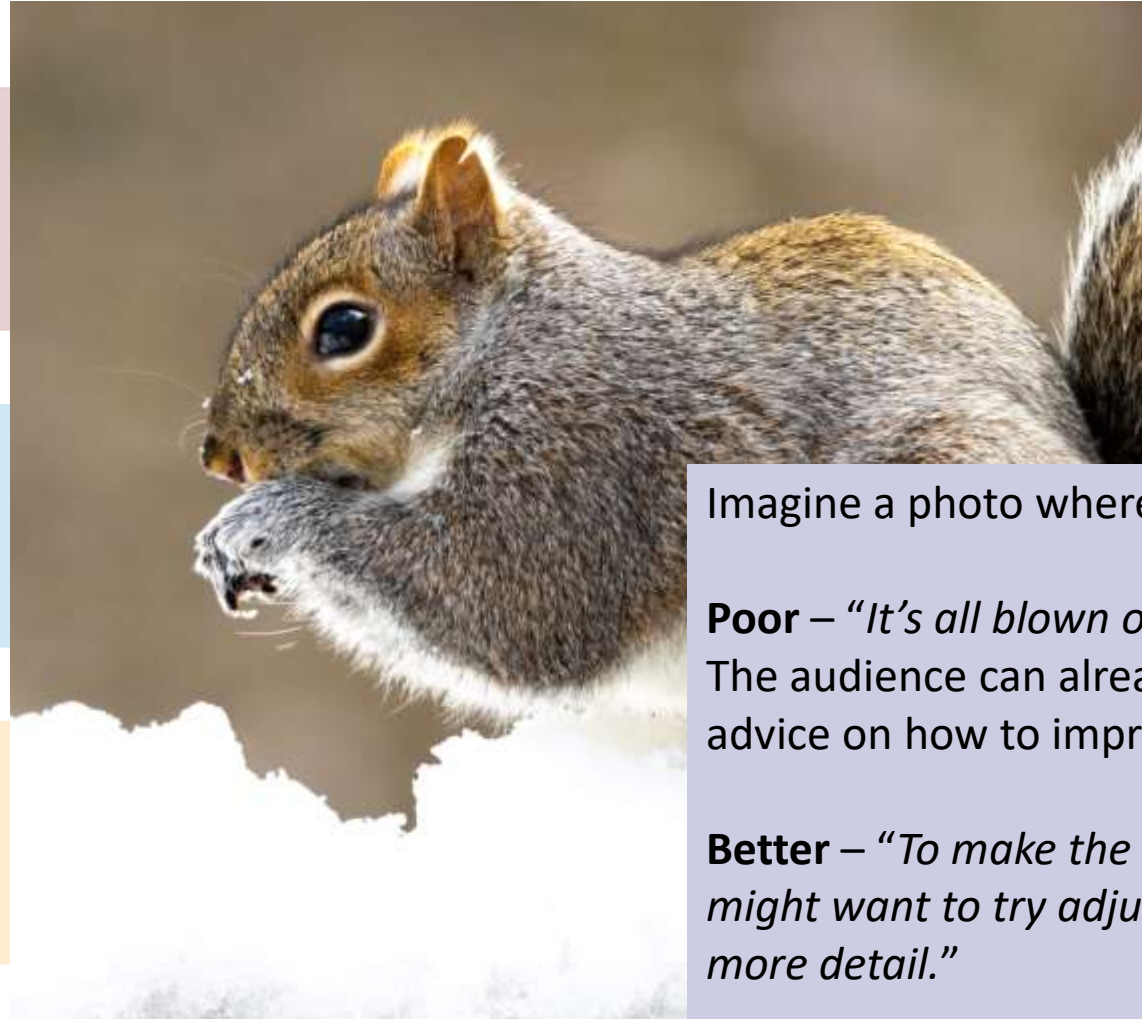 Imagine a photo where
Poor – “It’s all blown o
The audience can alrea
advice on how to impr
Better – “To make the
might want to try adju
more detail.”